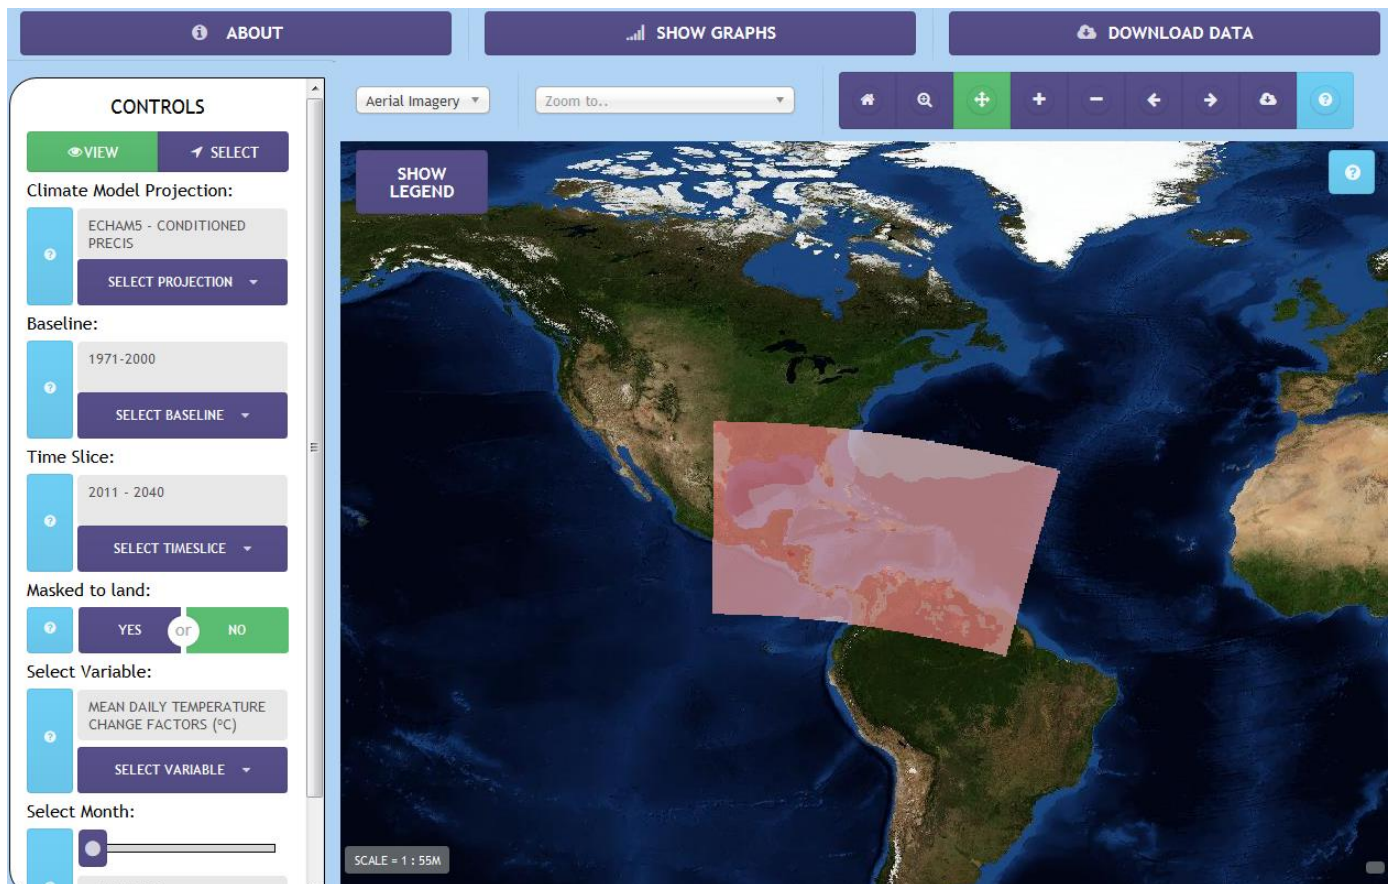 ABOUT
SHOW GRAPHS
DOWNLOAD DATA
CONTROLS
VIEW
SELECT
Climate Model Projection:
ECHAM5 - CONDITIONED
PRECIS
SELECT PROJECTION
Baseline:
1971-2000
SELECT BASELINE
Time Slice:
2011 - 2040
SELECT TIMESLICE
Masked to land:
YES
or
NO
Select Variable:
MEAN DAILY TEMPERATURE
CHANGE FACTORS (°C)
SELECT VARIABLE
Select Month:
Aerial Imagery
Zoom to..
SHOW
LEGEND
SCALE = 1 : 55M